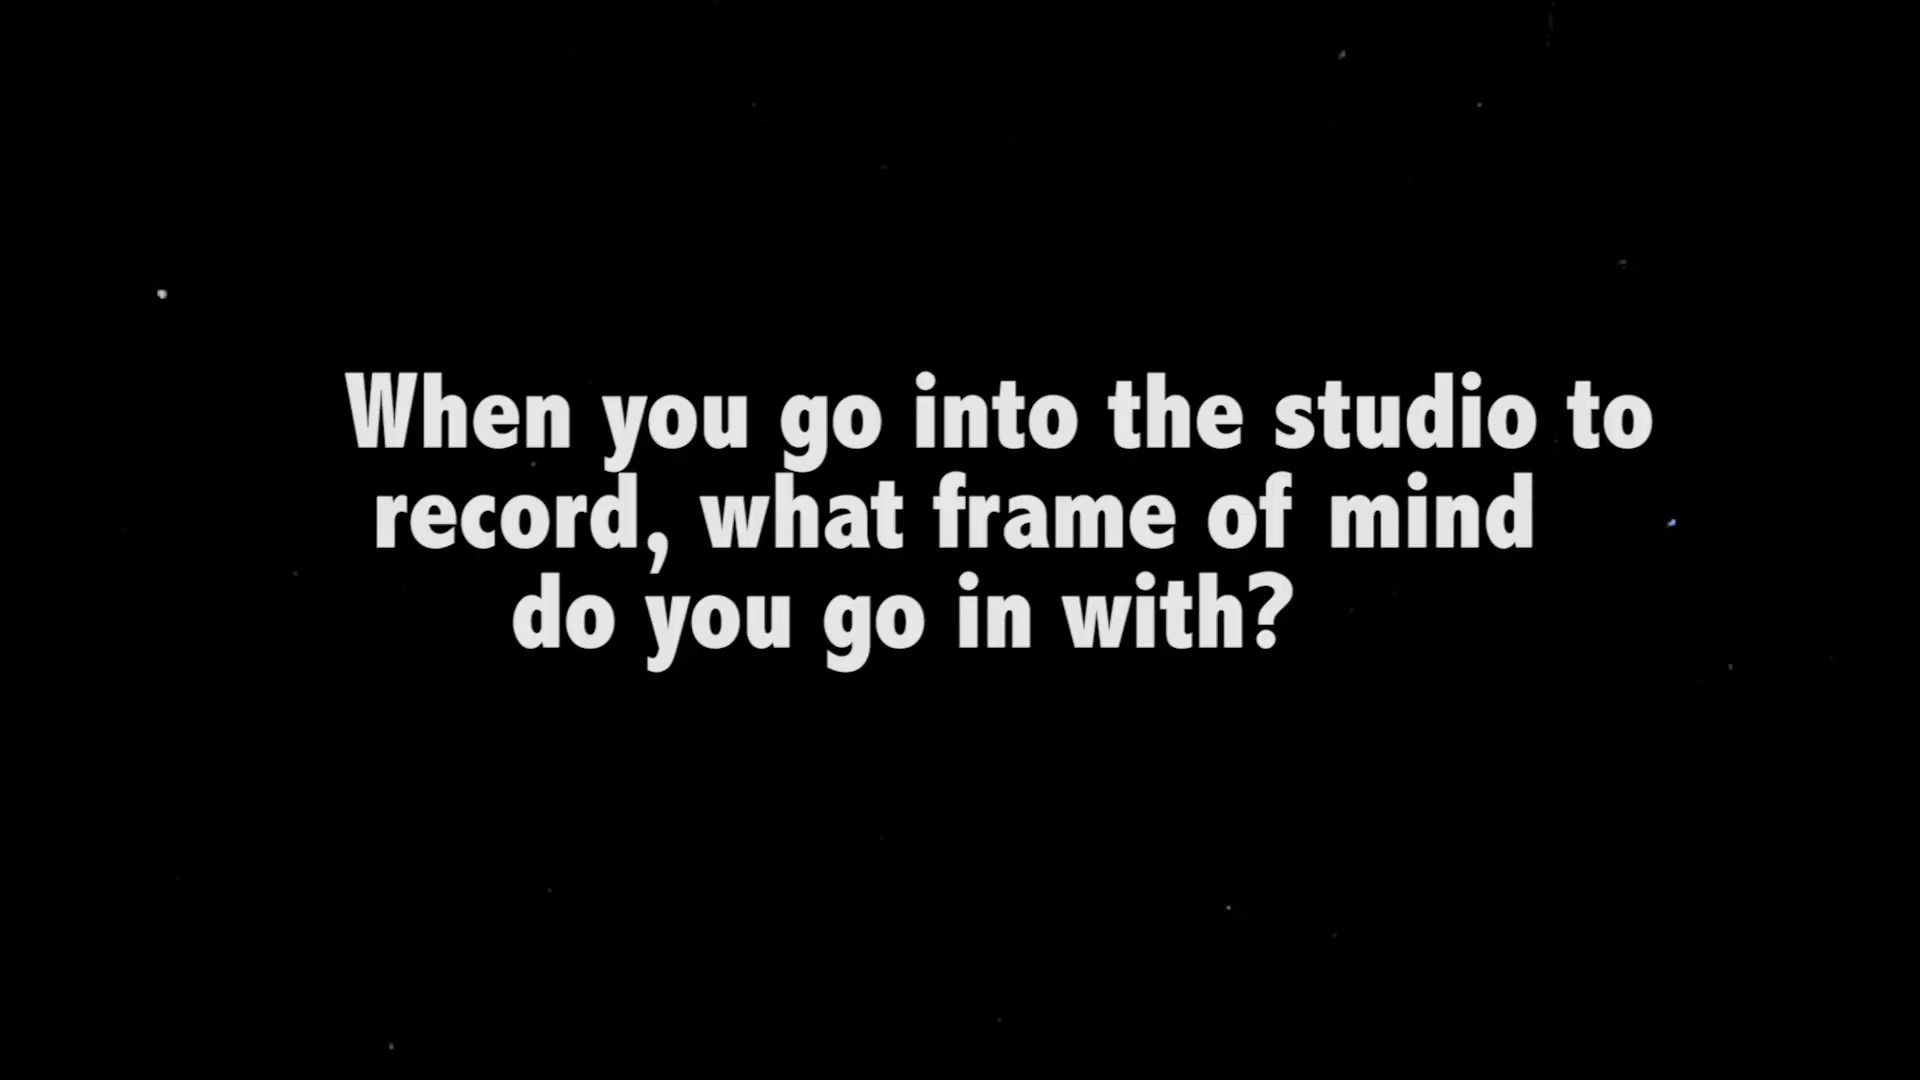 When you go into the studio to
record, what frame of mind
do you go in with?